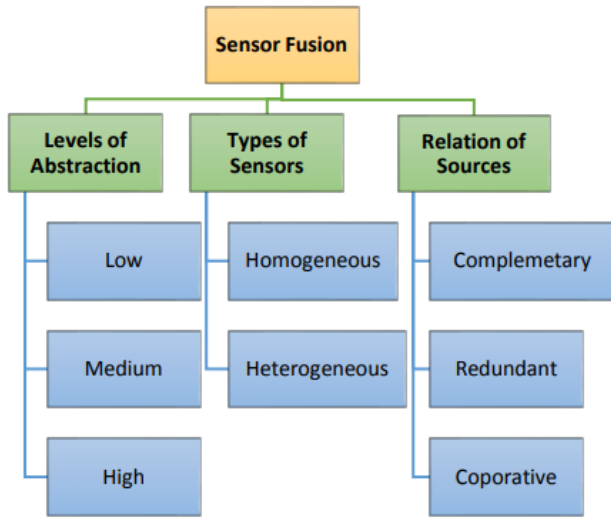 Sensor Fusion
Levels of
Abstraction
Types of
Sensors
Relation of
Sources
Low
Homogeneous
Complemetary
Medium
Heterogeneous
Redundant
High
Coporative